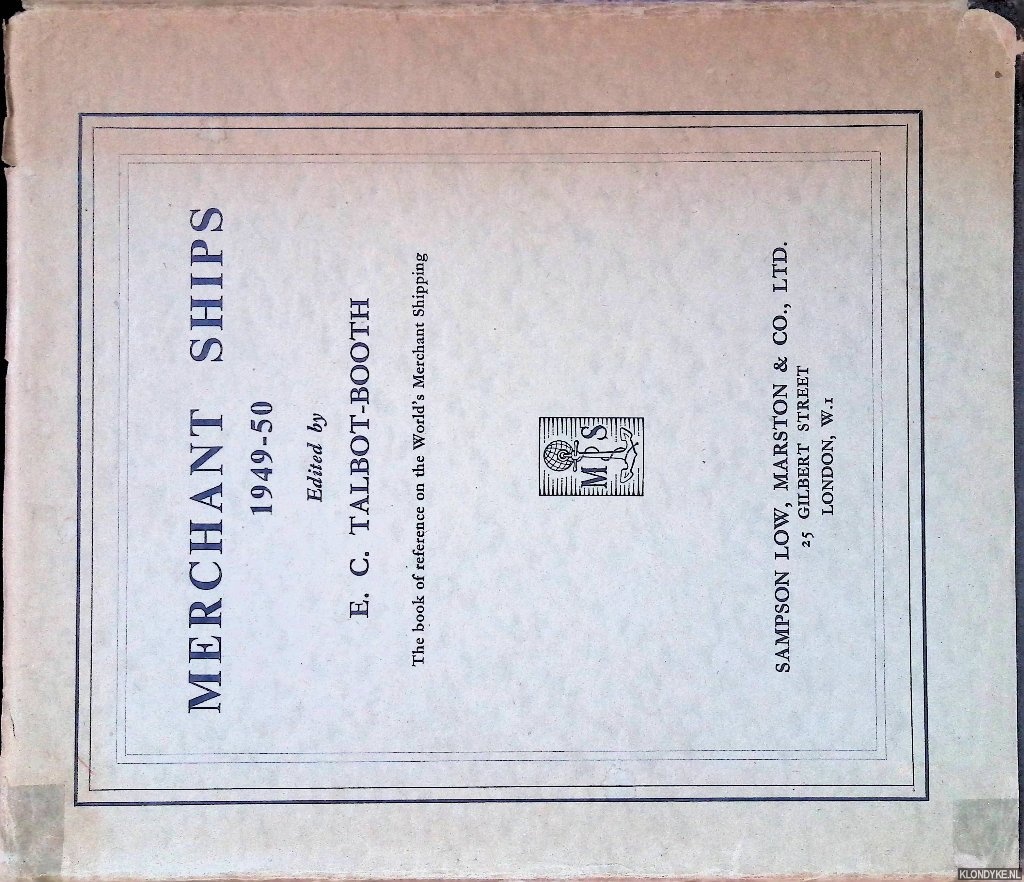 MERCHANT SHIPS
1949-50
Edited by
E. C. TALBOT-BOOTH
The book of reference on the World's Merchant Shipping
MS
SAMPSON LOW, MARSTON & CO., LTD.
25 GILBERT STREET
LONDON, W.1
KLONDYKE.NL